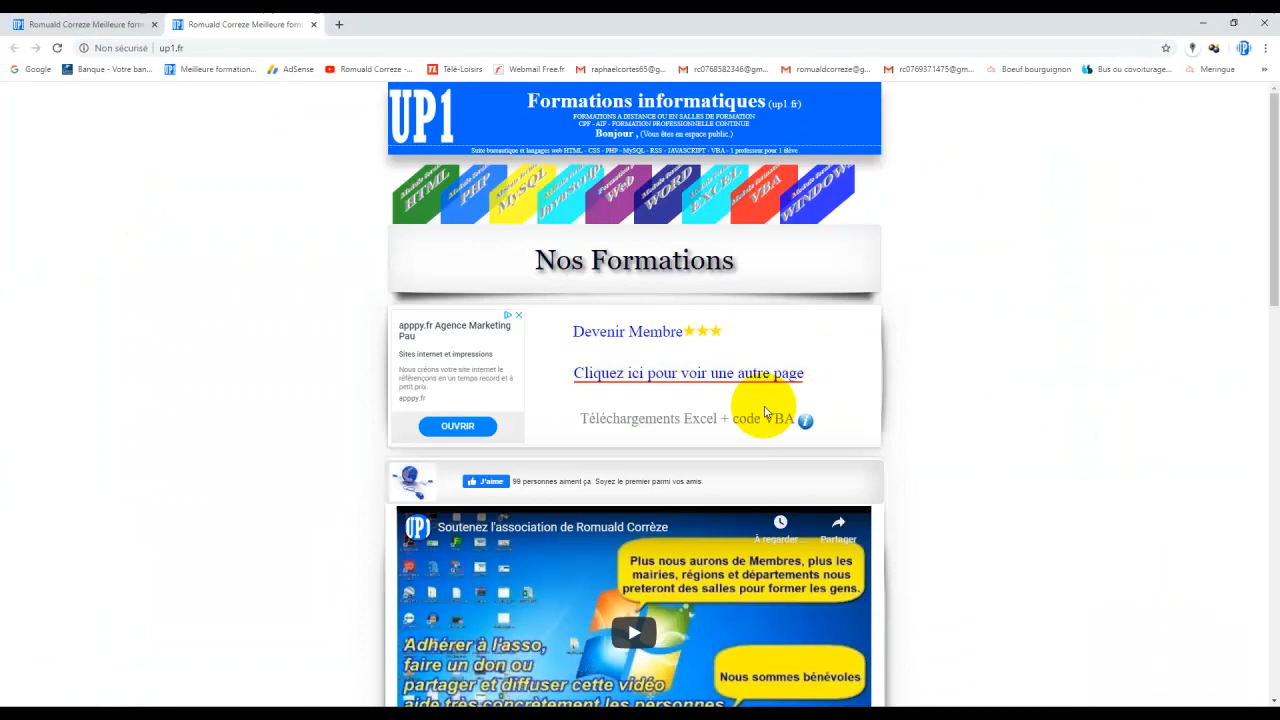 Romuald Correze Meilleure form
Romuald Correze Meilleure form
Non sécurisé
up1.fr
Google
Banque - Votre ban...
Meilleure formation...
AdSense
Romuald Correze -...
Télé-Loisirs
Webmail Free.fr
raphaelcortes65@g...
rc0768582346@gm...
romualdcorreze@g...
rc0769371475@gm...
Boeuf bourguignon
Bus ou covoiturage...
Meringue
UP1
Formations informatiques (up1.fr)
FORMATIONS A DISTANCE OU EN SALLES DE FORMATION
CPF - AIF - FORMATION PROFESSIONNELLE CONTINUE
Bonjour , (Vous êtes en espace public.)
Suite bureautique et langages web HTML - CSS - PHP - MySQL - RSS - JAVASCRIPT - VBA - 1 professeur pour 1 élève
HTML
PHP
MySQL
JavaScript
Web
WORD
EXCEL
VBA
WINDOWS
Nos Formations
apppy.fr Agence Marketing
Pau
Sites internet et impressions
Nous créons votre site internet le
référençons en un temps record et à
petit prix.
apppy.fr
OUVRIR
Devenir Membre
Cliquez ici pour voir une autre page
Téléchargements Excel + code VBA
J'aime
99 personnes aiment ça. Soyez le premier parmi vos amis.
UP1
Soutenez l'association de Romuald Corrèze
À regarder ...
Partager
Plus nous aurons de Membres, plus les
mairies, régions et départements nous
preteront des salles pour former les gens.
Adhérer à l'asso,
faire un don ou
partager et diffuser cette vidéo
aide très concrètement les personnes
Nous sommes bénévoles